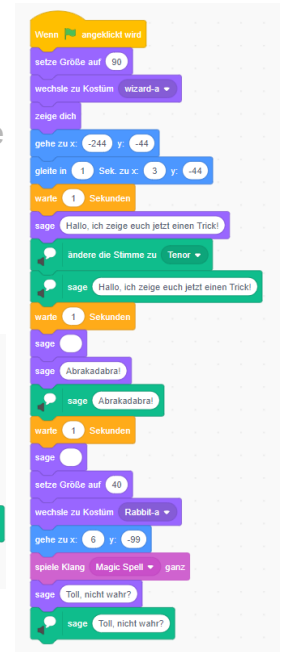 Wenn angeklickt wird
setze Größe auf 90
wechsle zu Kostüm wizard-a
zeige dich
gehe zu x: -244 y: -44
gleite in 1 Sek. zu x: 3 y: -44
warte 1 Sekunden
sage Hallo, ich zeige euch jetzt einen Trick!
ändere die Stimme zu Tenor
sage Hallo, ich zeige euch jetzt einen Trick!
warte 1 Sekunden
sage
sage Abrakadabra!
sage Abrakadabra!
warte 1 Sekunden
sage
setze Größe auf 40
wechsle zu Kostüm Rabbit-a
gehe zu x: 6 y: -99
spiele Klang Magic Spell ganz
sage Toll, nicht wahr?
sage Toll, nicht wahr?